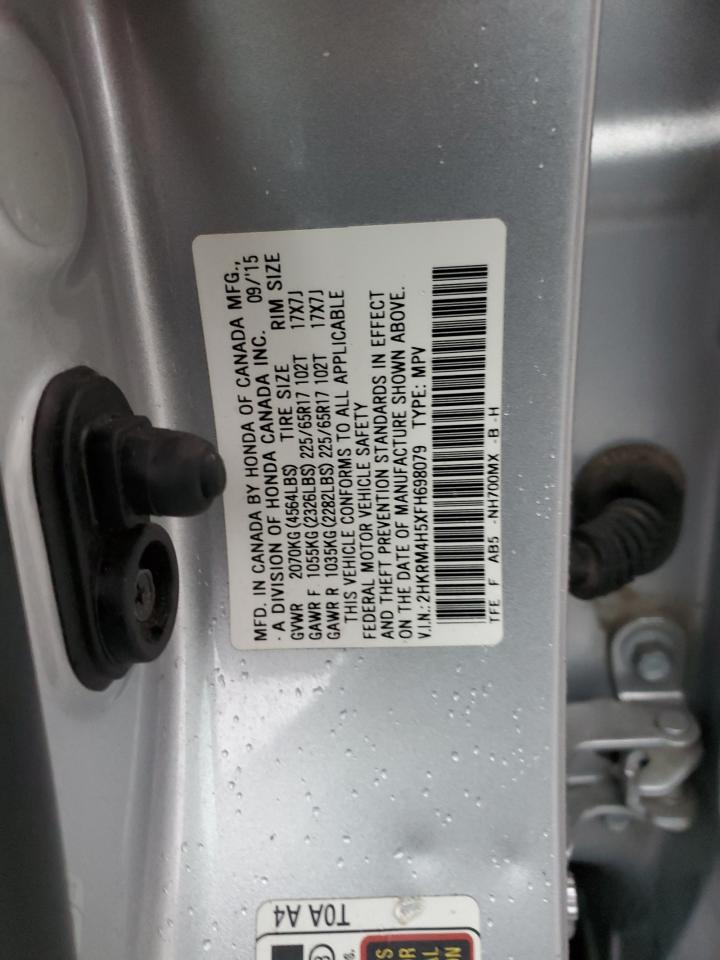 MFD. IN CANADA BY HONDA OF CANADA MFG.,
A DIVISION OF HONDA CANADA INC. 09/'15
GVWR 2070KG(4564LBS) TIRE SIZE RIM SIZE
GAWR F 1055KG(2326LBS) 225/65R17 102T 17X7J
GAWR R 1035KG(2282LBS) 225/65R17 102T 17X7J
THIS VEHICLE CONFORMS TO ALL APPLICABLE
FEDERAL MOTOR VEHICLE SAFETY
AND THEFT PREVENTION STANDARDS IN EFFECT
ON THE DATE OF MANUFACTURE SHOWN ABOVE.
V.I.N.:2HKRM4H5XFH698079 TYPE: MPV
TFE F AB5 -NH700MX -B -H
T0A A4